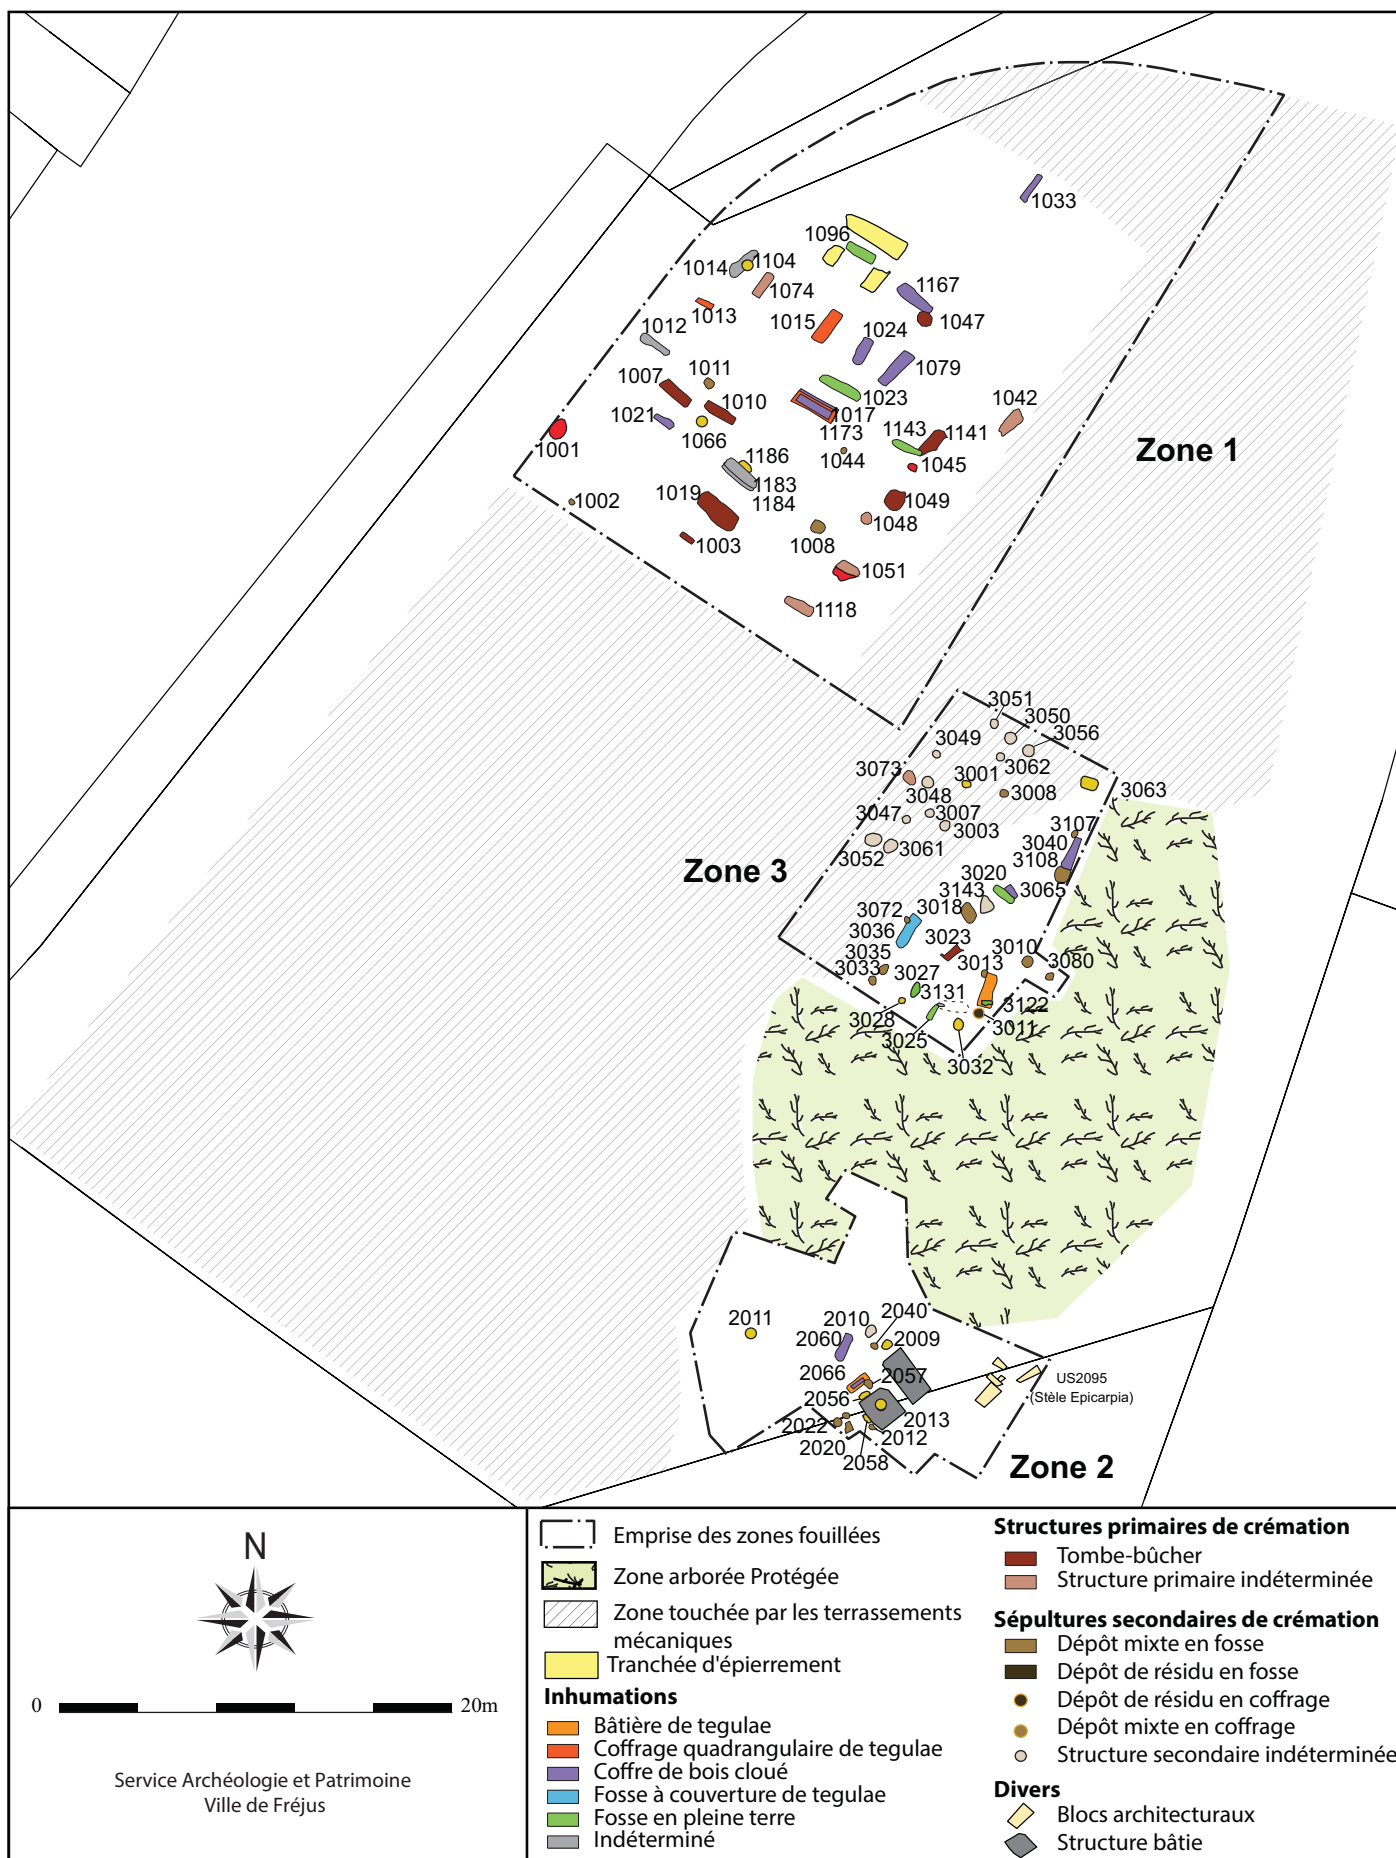 1033
1096
1104
1014
1074
1167
1013
1015
1047
1012
1024
1079
1011
1007
1010
1023
1042
1017
1021
1066
1173
1143
1141
1001
1044
1045
Zone 1
1186
1183
1019
1184
1049
1002
1048
1003
1008
1051
1118
3051
3050
3056
3049
3073
3001
3062
3063
3048
3008
3047
3007
3003
3107
3052
3061
3040
3108
Zone 3
3020
3143
3065
3072
3018
3036
3023
3035
3010
3033
3027
3013
3080
3131
3122
3028
3011
3025
3032
2011
2010
2040
2060
2009
2066
2057
US2095
(Stèle Epicarpia)
2056
2022
2013
2012
2020
2058
Zone 2
N
0
20m
Service Archéologie et Patrimoine
Ville de Fréjus
Emprise des zones fouillées
Zone arborée Protégée
Zone touchée par les terrassements
mécaniques
Tranchée d'épierrement
Inhumations
Bâtière de tegulae
Coffrage quadrangulaire de tegulae
Coffre de bois cloué
Fosse à couverture de tegulae
Fosse en pleine terre
Indéterminé
Structures primaires de crémation
Tombe-bûcher
Structure primaire indéterminée
Sépultures secondaires de crémation
Dépôt mixte en fosse
Dépôt de résidu en fosse
Dépôt de résidu en coffrage
Dépôt mixte en coffrage
Structure secondaire indéterminée
Divers
Blocs architecturaux
Structure bâtie